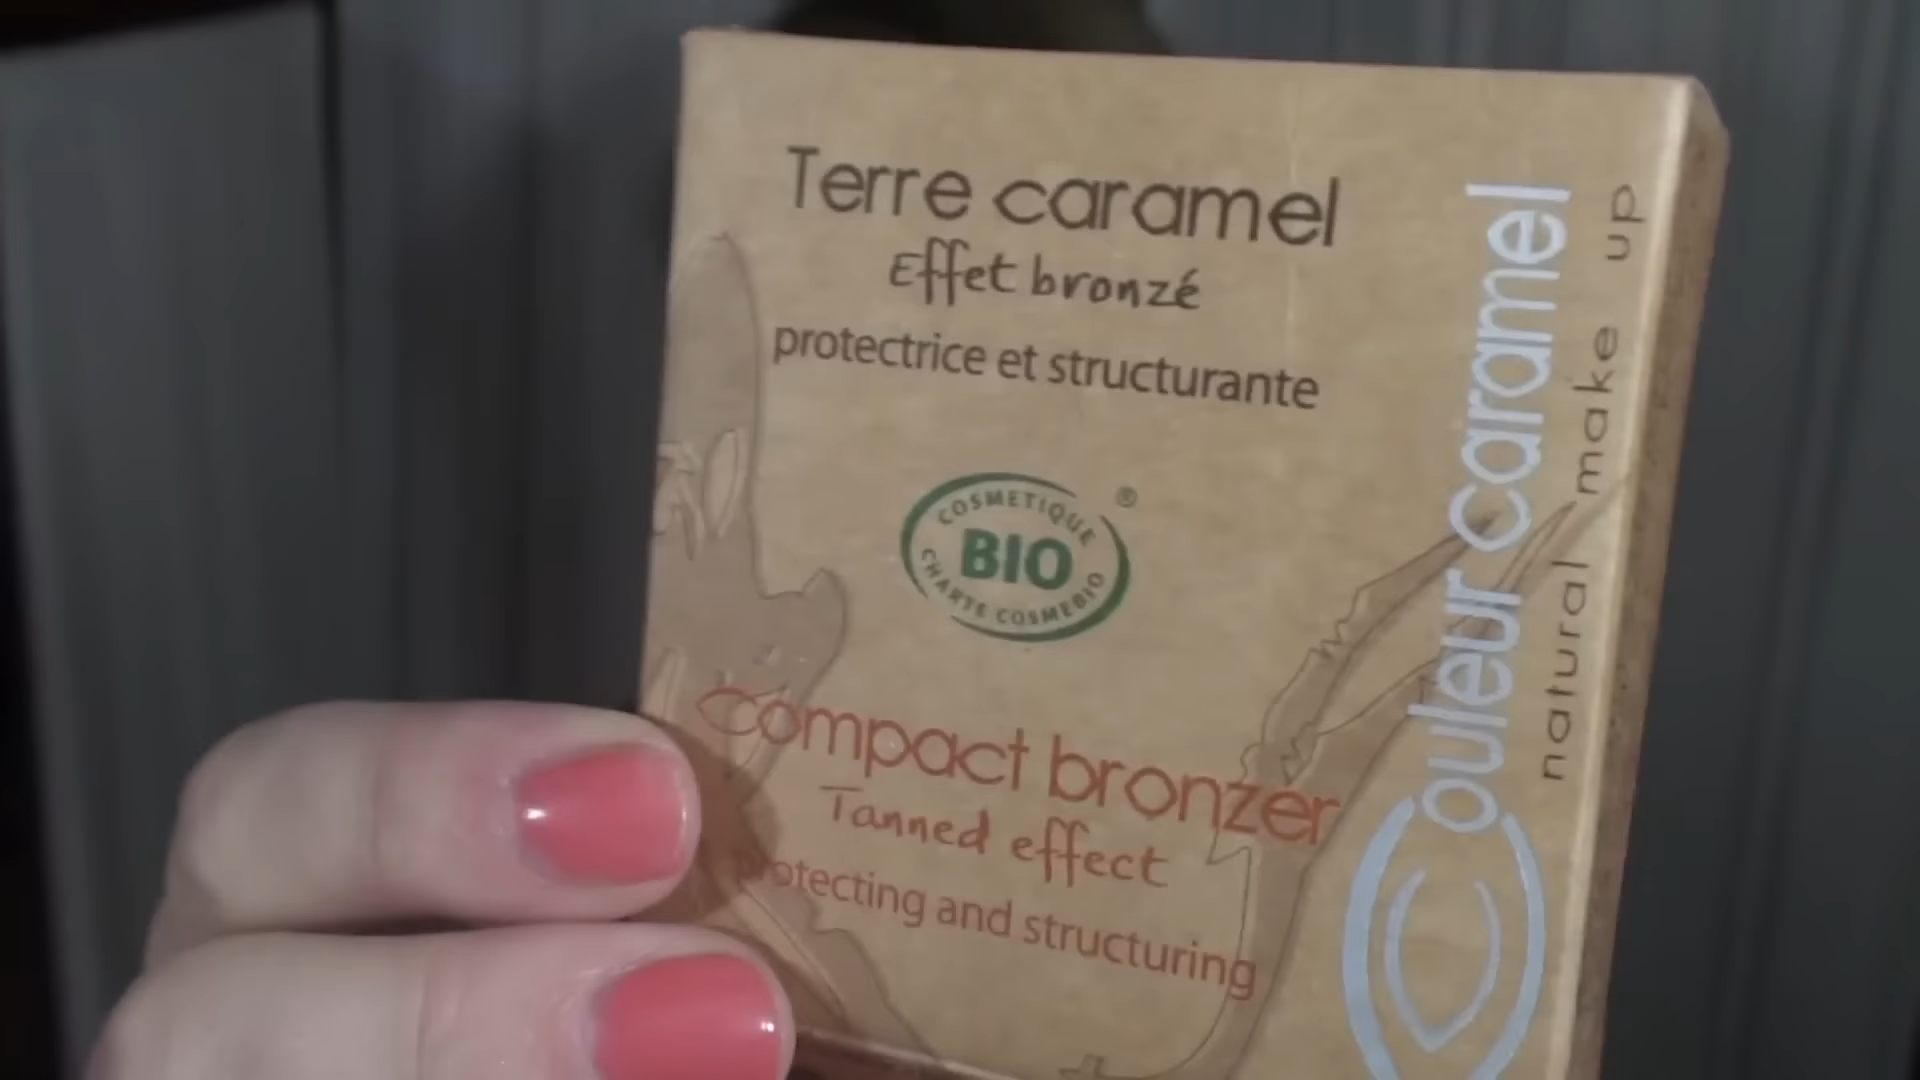 Terre caramel
Effet bronzé
protectrice et structurante
COSMETIQUE ®
BIO
CHARTE COSMEBIO
Compact bronzer
Tanned effect
protecting and structuring
Couleur Caramel
natural make up